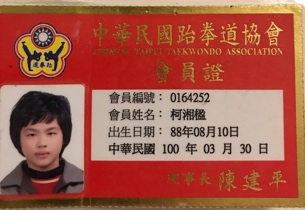 中華民國跆拳道協會
CHINESE TAIPEI TAEKWONDO ASSOCIATION
會員證
會員編號： 0164252
會員姓名： 柯湘楹
出生日期： 88年08月10日
中華民國 100 年 03 月 30 日
理事長 陳建平